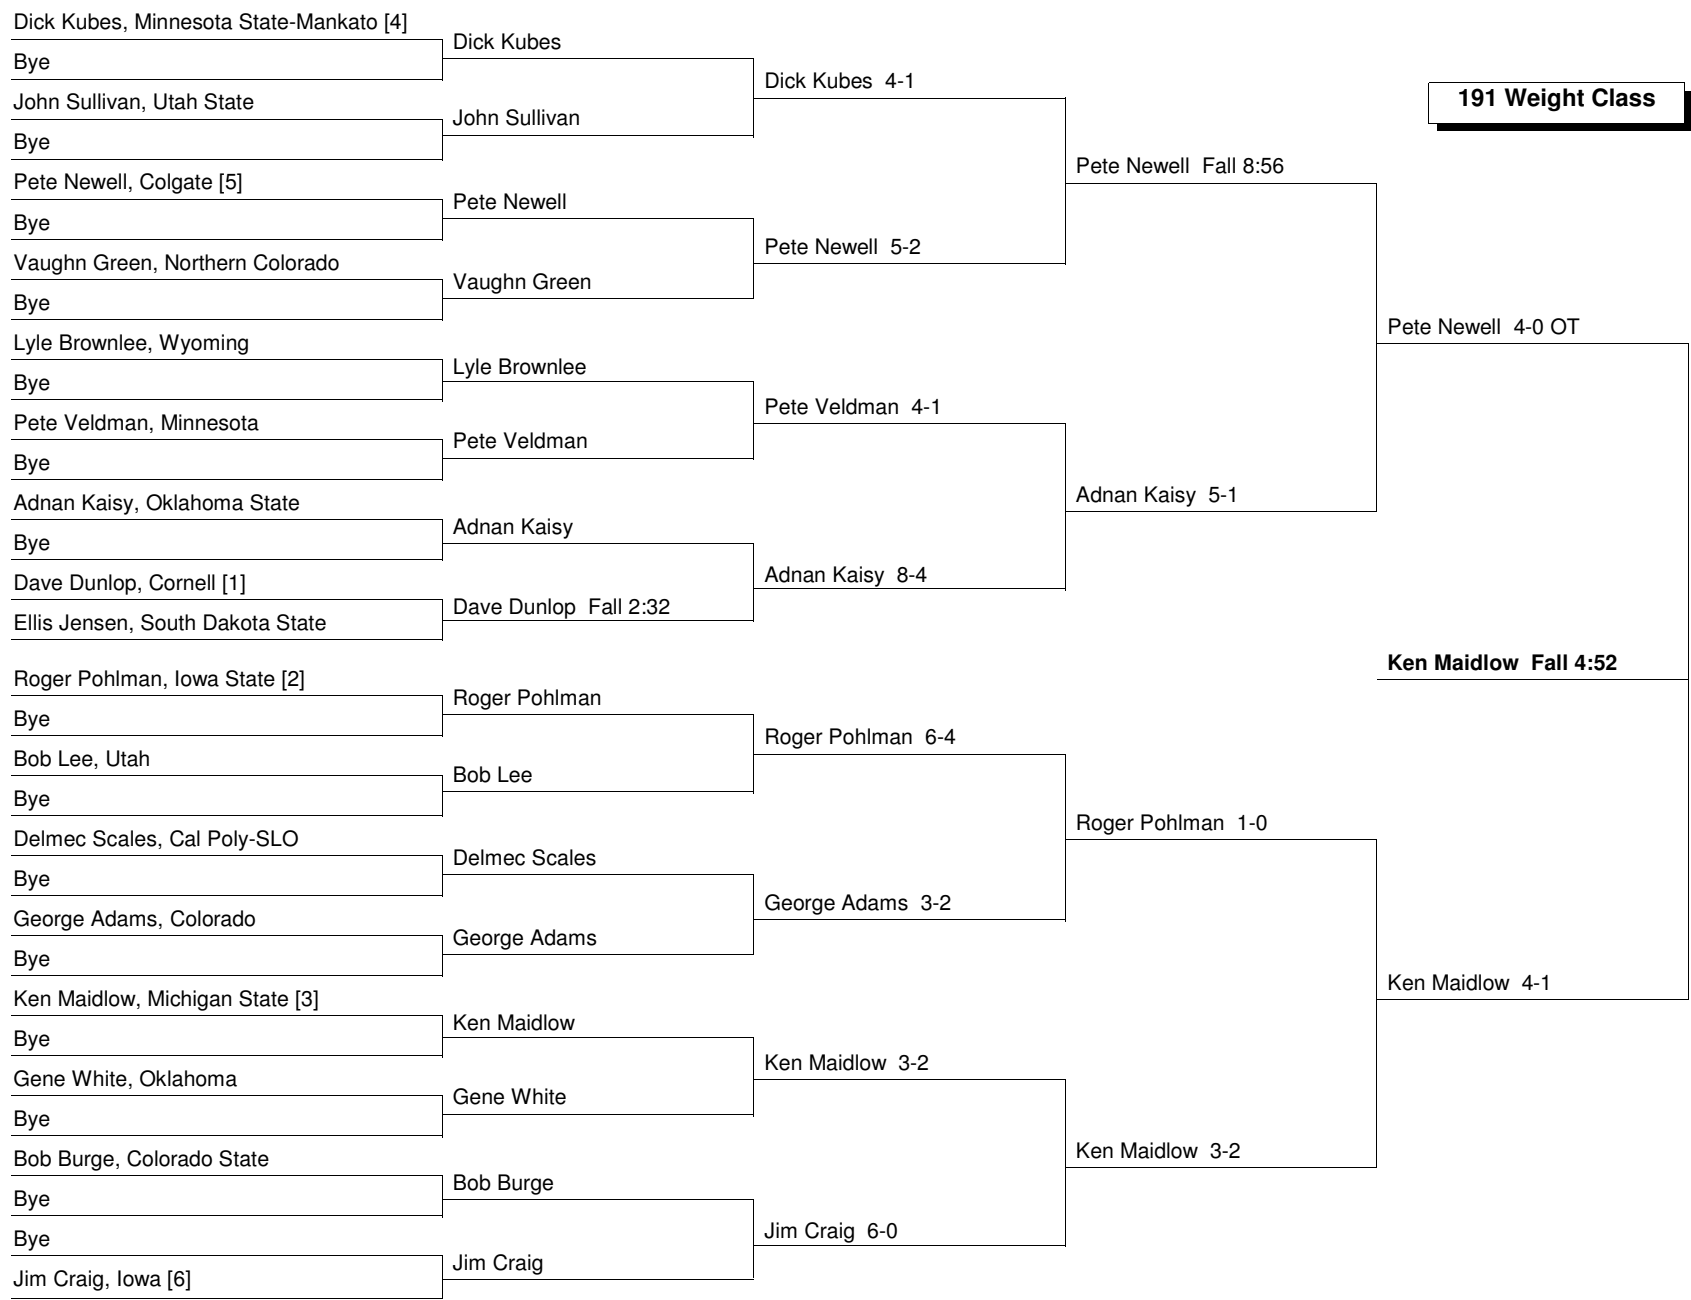 191 Weight Class
Dick Kubes, Minnesota State-Mankato [4]
Bye
John Sullivan, Utah State
Bye
Pete Newell, Colgate [5]
Bye
Vaughn Green, Northern Colorado
Bye
Lyle Brownlee, Wyoming
Bye
Pete Veldman, Minnesota
Bye
Adnan Kaisy, Oklahoma State
Bye
Dave Dunlop, Cornell [1]
Ellis Jensen, South Dakota State
Roger Pohlman, Iowa State [2]
Bye
Bob Lee, Utah
Bye
Delmec Scales, Cal Poly-SLO
Bye
George Adams, Colorado
Bye
Ken Maidlow, Michigan State [3]
Bye
Gene White, Oklahoma
Bye
Bob Burge, Colorado State
Bye
Bye
Jim Craig, Iowa [6]
Dick Kubes
John Sullivan
Pete Newell
Vaughn Green
Lyle Brownlee
Pete Veldman
Adnan Kaisy
Dave Dunlop Fall 2:32
Roger Pohlman
Bob Lee
Delmec Scales
George Adams
Ken Maidlow
Gene White
Bob Burge
Jim Craig
Dick Kubes 4-1
Pete Newell 5-2
Pete Veldman 4-1
Adnan Kaisy 8-4
Roger Pohlman 6-4
George Adams 3-2
Ken Maidlow 3-2
Jim Craig 6-0
Pete Newell Fall 8:56
Adnan Kaisy 5-1
Roger Pohlman 1-0
Ken Maidlow 3-2
Pete Newell 4-0 OT
Ken Maidlow 4-1
Ken Maidlow Fall 4:52